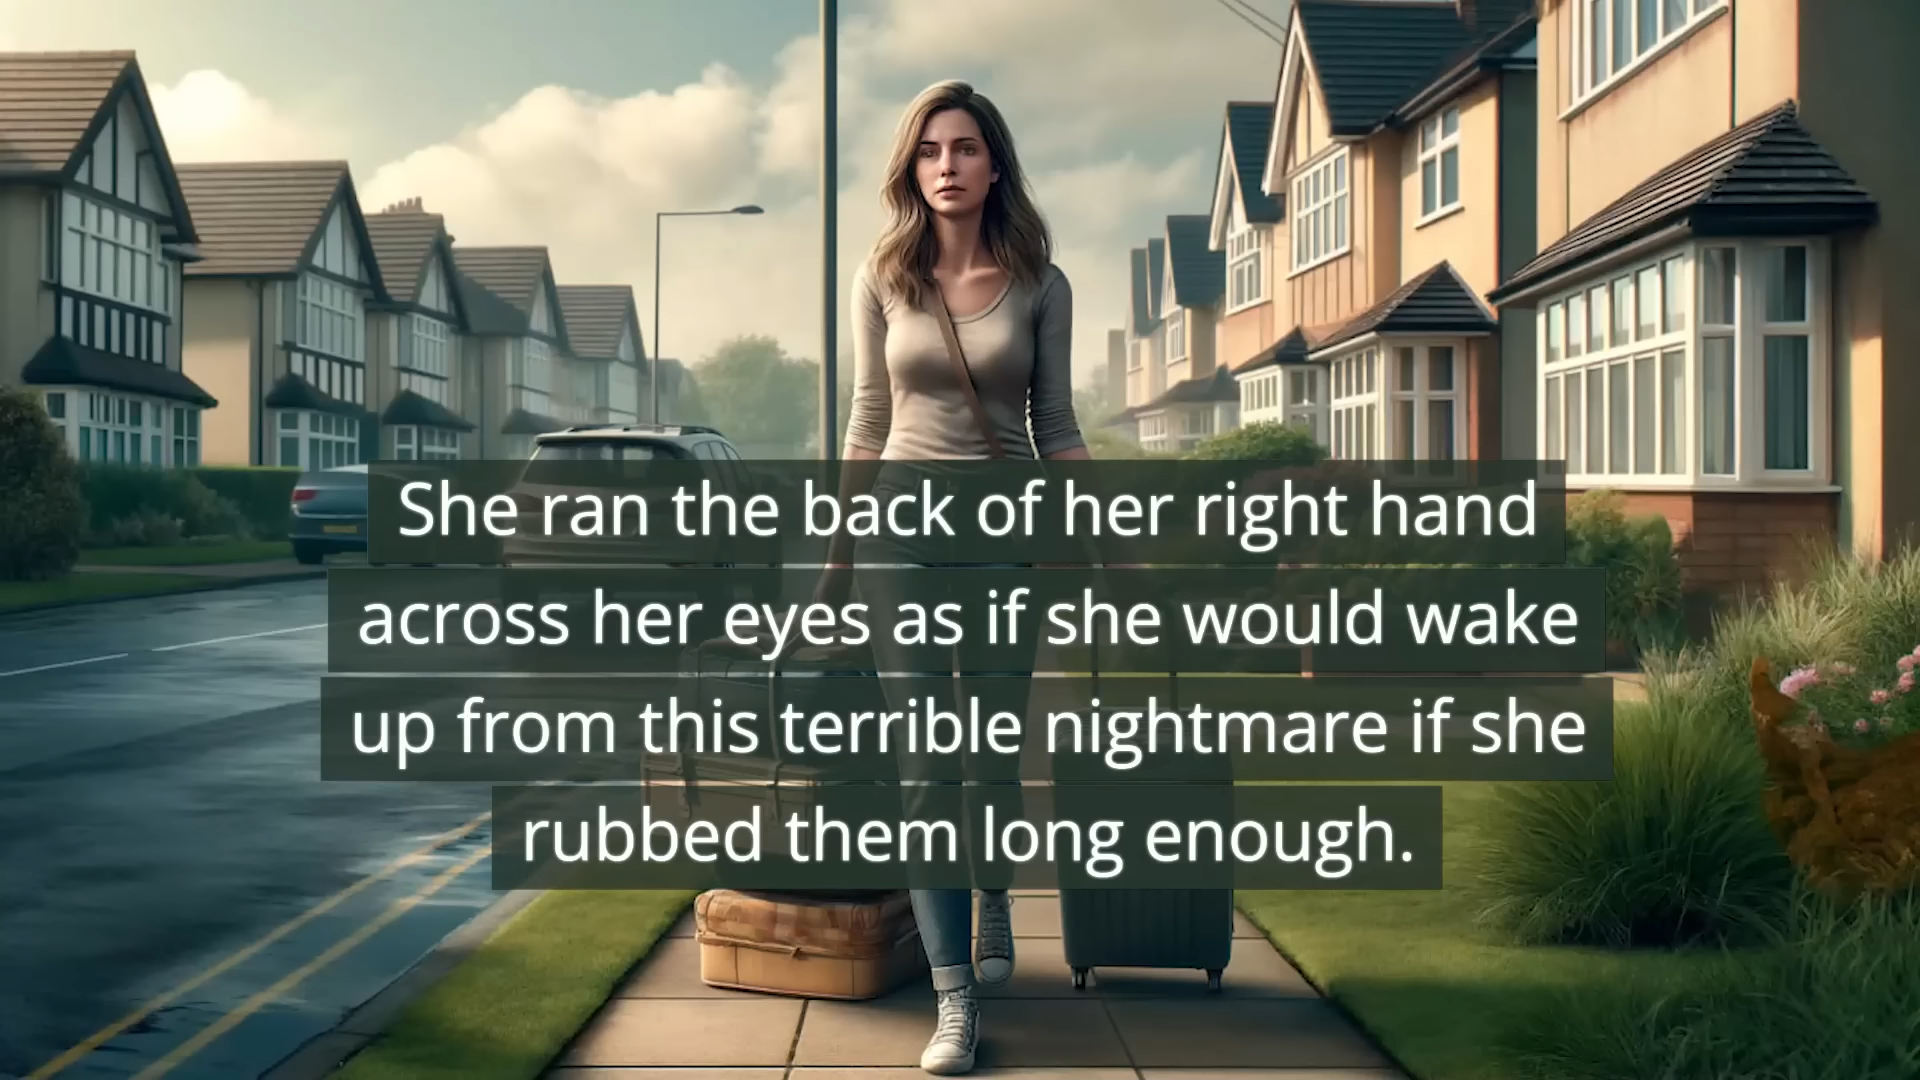 She ran the back of her right hand
across her eyes as if she would wake
up from this terrible nightmare if she
rubbed them long enough.